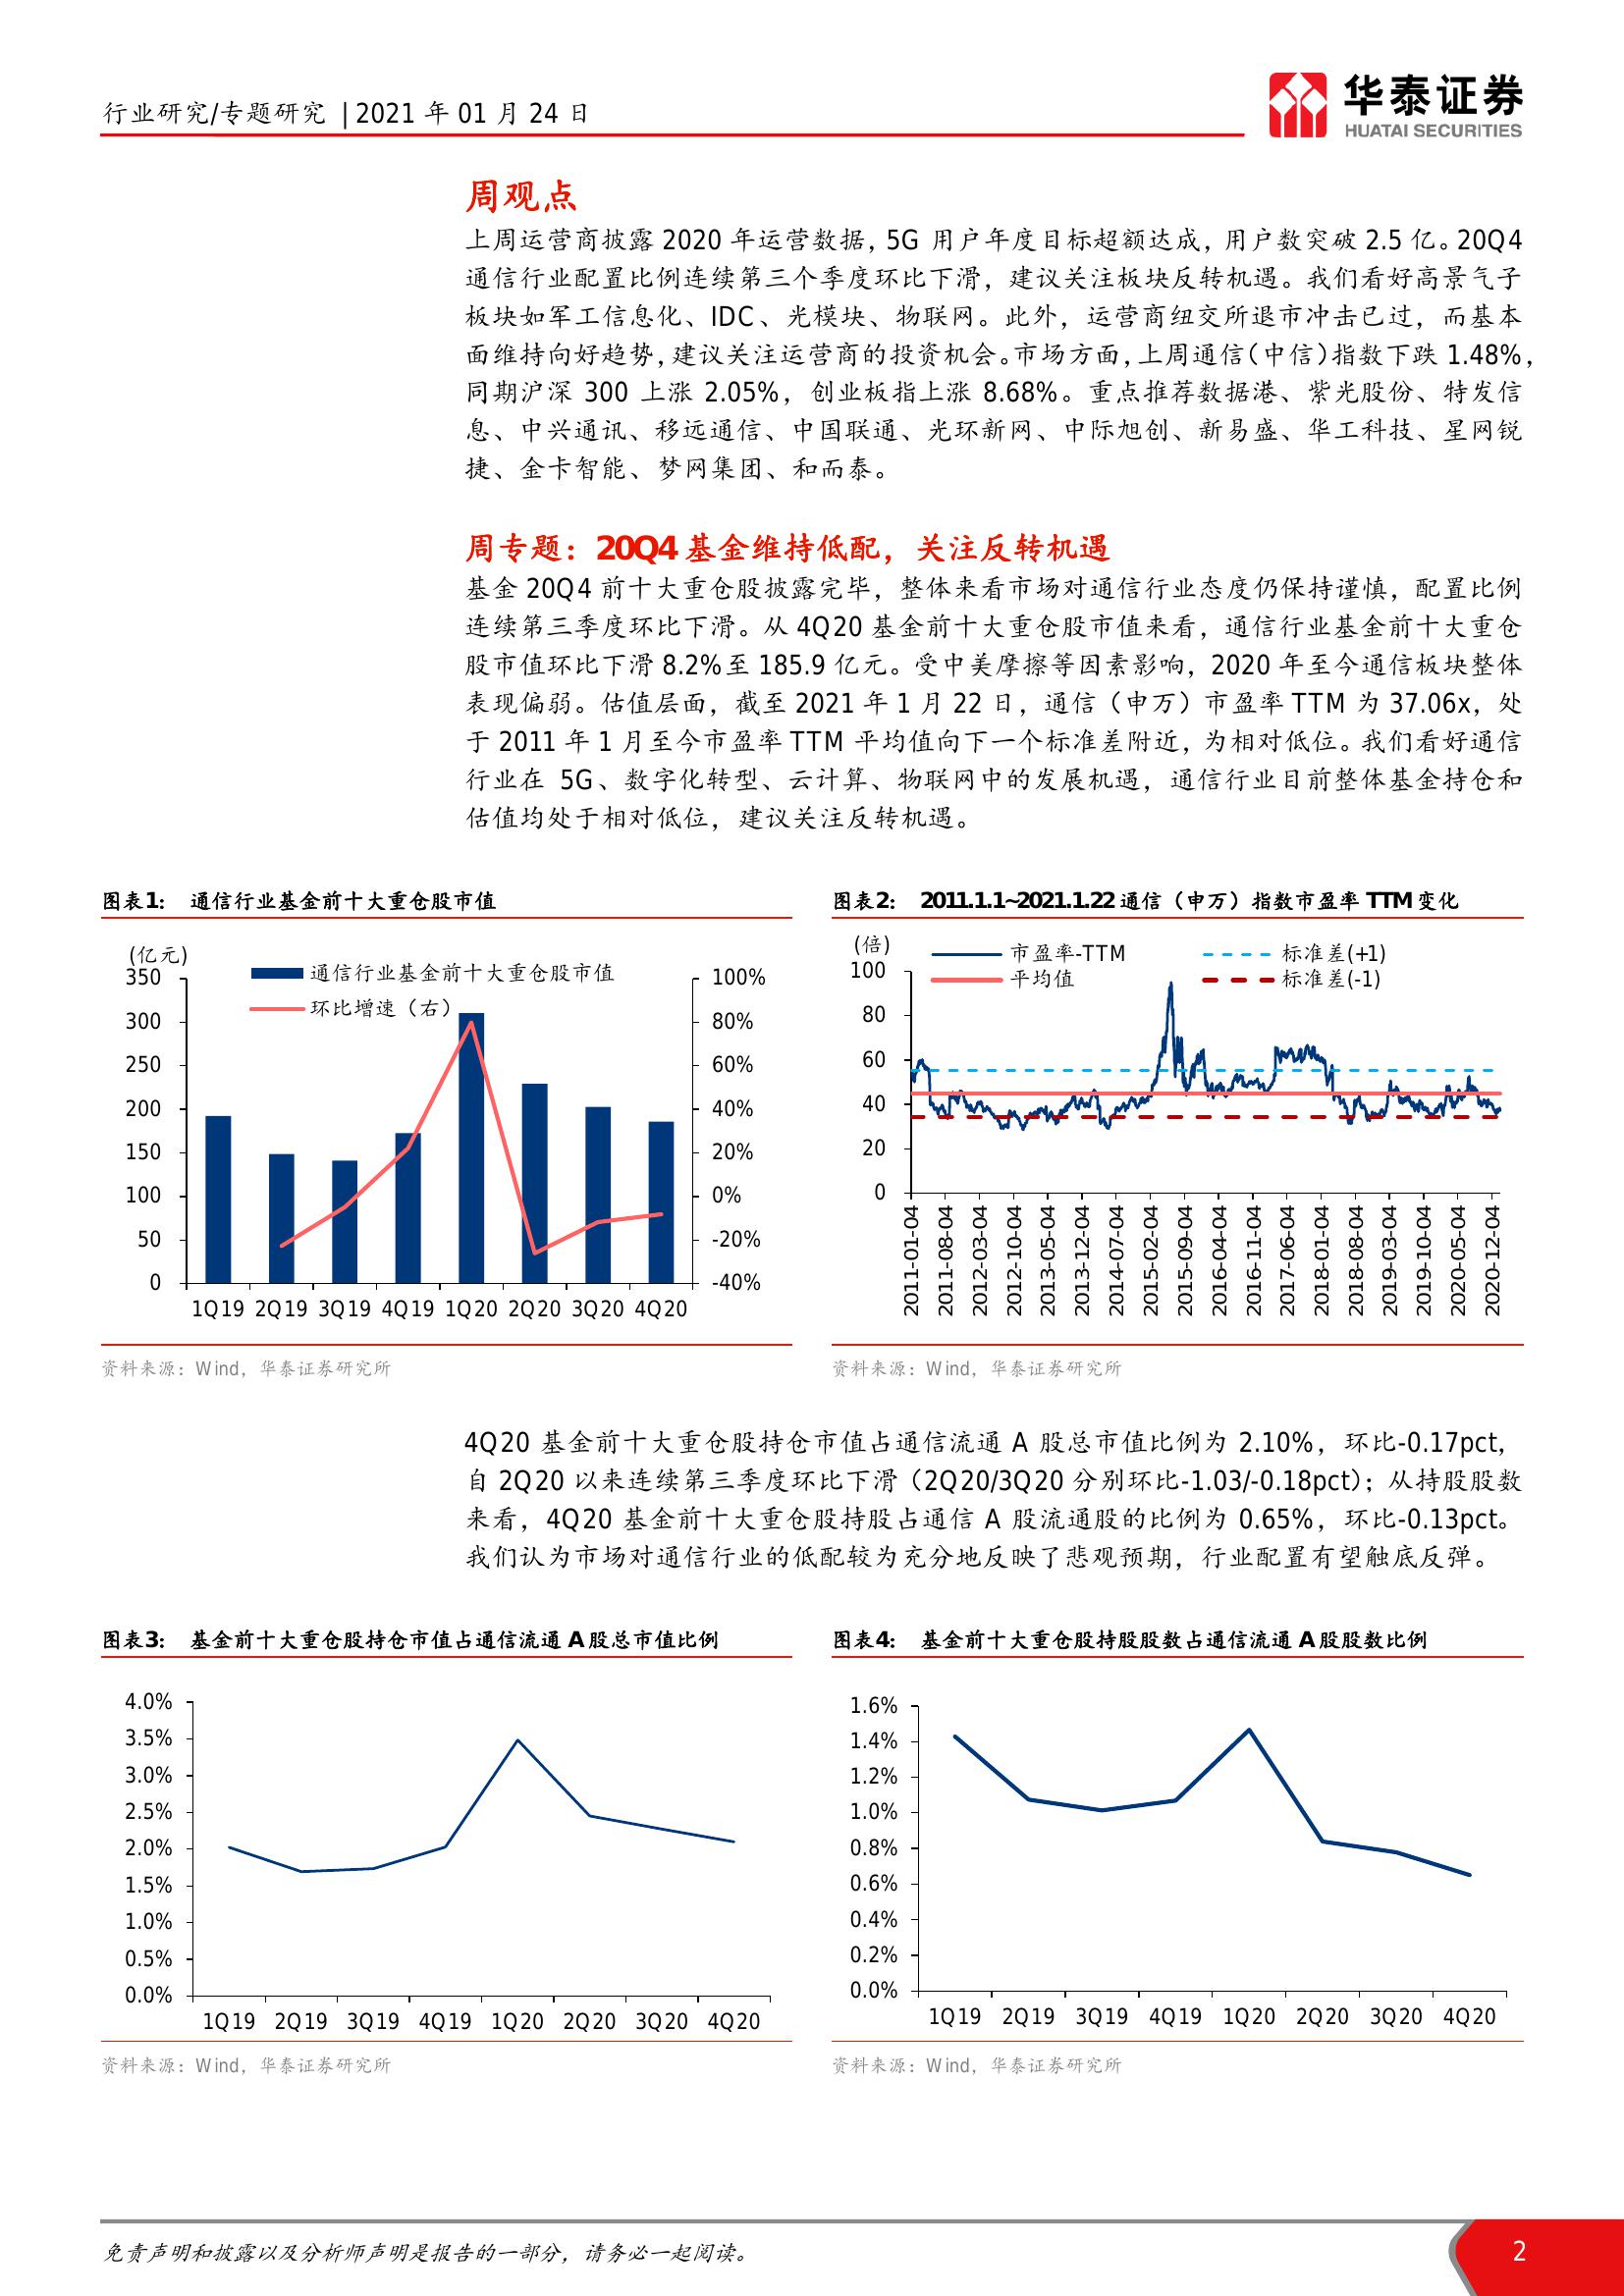 行业研究/专题研究 | 2021 年 01 月 24 日
华泰证券
HUATAI SECURITIES
周观点
上周运营商披露 2020 年运营数据，5G 用户年度目标超额达成，用户数突破 2.5 亿。20Q4
通信行业配置比例连续第三个季度环比下滑，建议关注板块反转机遇。我们看好高景气子
板块如军工信息化、IDC、光模块、物联网。此外，运营商纽交所退市冲击已过，而基本
面维持向好趋势，建议关注运营商的投资机会。市场方面，上周通信（中信）指数下跌 1.48%，
同期沪深 300 上涨 2.05%，创业板指上涨 8.68%。重点推荐数据港、紫光股份、特发信
息、中兴通讯、移远通信、中国联通、光环新网、中际旭创、新易盛、华工科技、星网锐
捷、金卡智能、梦网集团、和而泰。
周专题：20Q4 基金维持低配，关注反转机遇
基金 20Q4 前十大重仓股披露完毕，整体来看市场对通信行业态度仍保持谨慎，配置比例
连续第三季度环比下滑。从 4Q20 基金前十大重仓股市值来看，通信行业基金前十大重仓
股市值环比下滑 8.2%至 185.9 亿元。受中美摩擦等因素影响，2020 年至今通信板块整体
表现偏弱。估值层面，截至 2021 年 1 月 22 日，通信（申万）市盈率 TTM 为 37.06x，处
于 2011 年 1 月至今市盈率 TTM 平均值向下一个标准差附近，为相对低位。我们看好通信
行业在 5G、数字化转型、云计算、物联网中的发展机遇，通信行业目前整体基金持仓和
估值均处于相对低位，建议关注反转机遇。
图表1： 通信行业基金前十大重仓股市值
(亿元)
通信行业基金前十大重仓股市值
环比增速（右）
350
300
250
200
150
100
50
0
100%
80%
60%
40%
20%
0%
-20%
-40%
1Q19 2Q19 3Q19 4Q19 1Q20 2Q20 3Q20 4Q20
资料来源：Wind，华泰证券研究所
图表2： 2011.1.1~2021.1.22 通信（申万）指数市盈率 TTM 变化
(倍)
市盈率-TTM 标准差(+1)
平均值 标准差(-1)
100
80
60
40
20
0
2011-01-04
2011-08-04
2012-03-04
2012-10-04
2013-05-04
2013-12-04
2014-07-04
2015-02-04
2015-09-04
2016-04-04
2016-11-04
2017-06-04
2018-01-04
2018-08-04
2019-03-04
2019-10-04
2020-05-04
2020-12-04
资料来源：Wind，华泰证券研究所
4Q20 基金前十大重仓股持仓市值占通信流通 A 股总市值比例为 2.10%，环比-0.17pct，
自 2Q20 以来连续第三季度环比下滑（2Q20/3Q20 分别环比-1.03/-0.18pct）；从持股股数
来看，4Q20 基金前十大重仓股持股占通信 A 股流通股的比例为 0.65%，环比-0.13pct。
我们认为市场对通信行业的低配较为充分地反映了悲观预期，行业配置有望触底反弹。
图表3： 基金前十大重仓股持仓市值占通信流通 A 股总市值比例
4.0%
3.5%
3.0%
2.5%
2.0%
1.5%
1.0%
0.5%
0.0%
1Q19 2Q19 3Q19 4Q19 1Q20 2Q20 3Q20 4Q20
资料来源：Wind，华泰证券研究所
图表4： 基金前十大重仓股持股股数占通信流通 A 股股数比例
1.6%
1.4%
1.2%
1.0%
0.8%
0.6%
0.4%
0.2%
0.0%
1Q19 2Q19 3Q19 4Q19 1Q20 2Q20 3Q20 4Q20
资料来源：Wind，华泰证券研究所
免责声明和披露以及分析师声明是报告的一部分，请务必一起阅读。
2